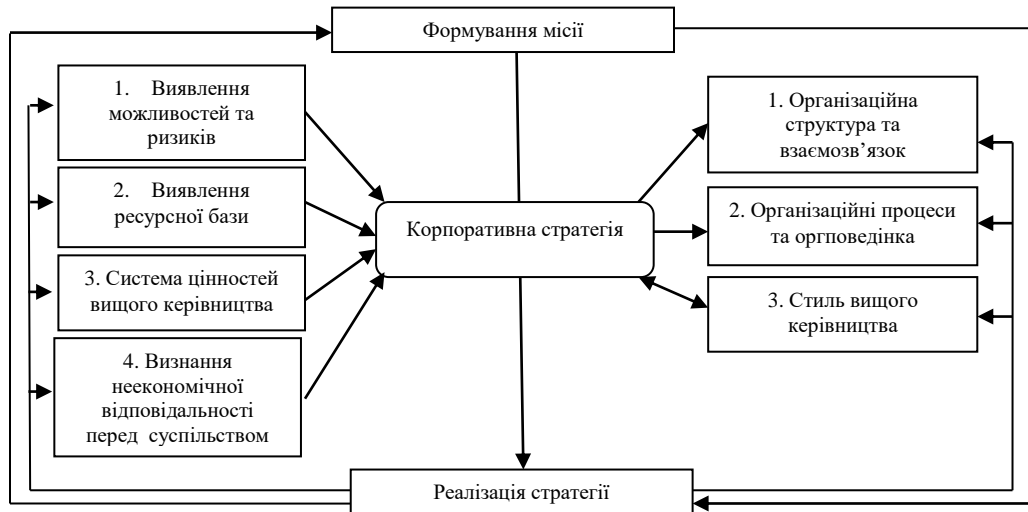 Формування місії
1. Виявлення
можливостей та
ризиків
2. Виявлення
ресурсної бази
3. Система цінностей
вищого керівництва
4. Визнання
неекономічної
відповідальності
перед суспільством
Корпоративна стратегія
1. Організаційна
структура та
взаємозв’язок
2. Організаційні процеси
та оргповедінка
3. Стиль вищого
керівництва
Реалізація стратегії